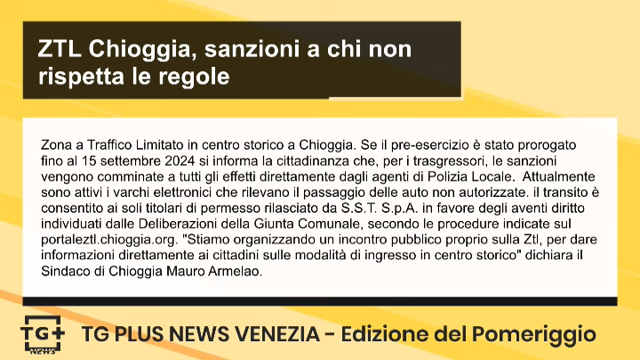 ZTL Chioggia, sanzioni a chi non
rispetta le regole
Zona a Traffico Limitato in centro storico a Chioggia. Se il pre-esercizio è stato prorogato
fino al 15 settembre 2024 si informa la cittadinanza che, per i trasgressori, le sanzioni
vengono comminate a tutti gli effetti direttamente dagli agenti di Polizia Locale.  Attualmente
sono attivi i varchi elettronici che rilevano il passaggio delle auto non autorizzate. il transito è
consentito ai soli titolari di permesso rilasciato da S.S.T. S.p.A. in favore degli aventi diritto
individuati dalle Deliberazioni della Giunta Comunale, secondo le procedure indicate sul
portaleztl.chioggia.org. "Stiamo organizzando un incontro pubblico proprio sulla Ztl, per dare
informazioni direttamente ai cittadini sulle modalità di ingresso in centro storico" dichiara il
Sindaco di Chioggia Mauro Armelao.
TG+
NEWS
TG PLUS NEWS VENEZIA - Edizione del Pomeriggio